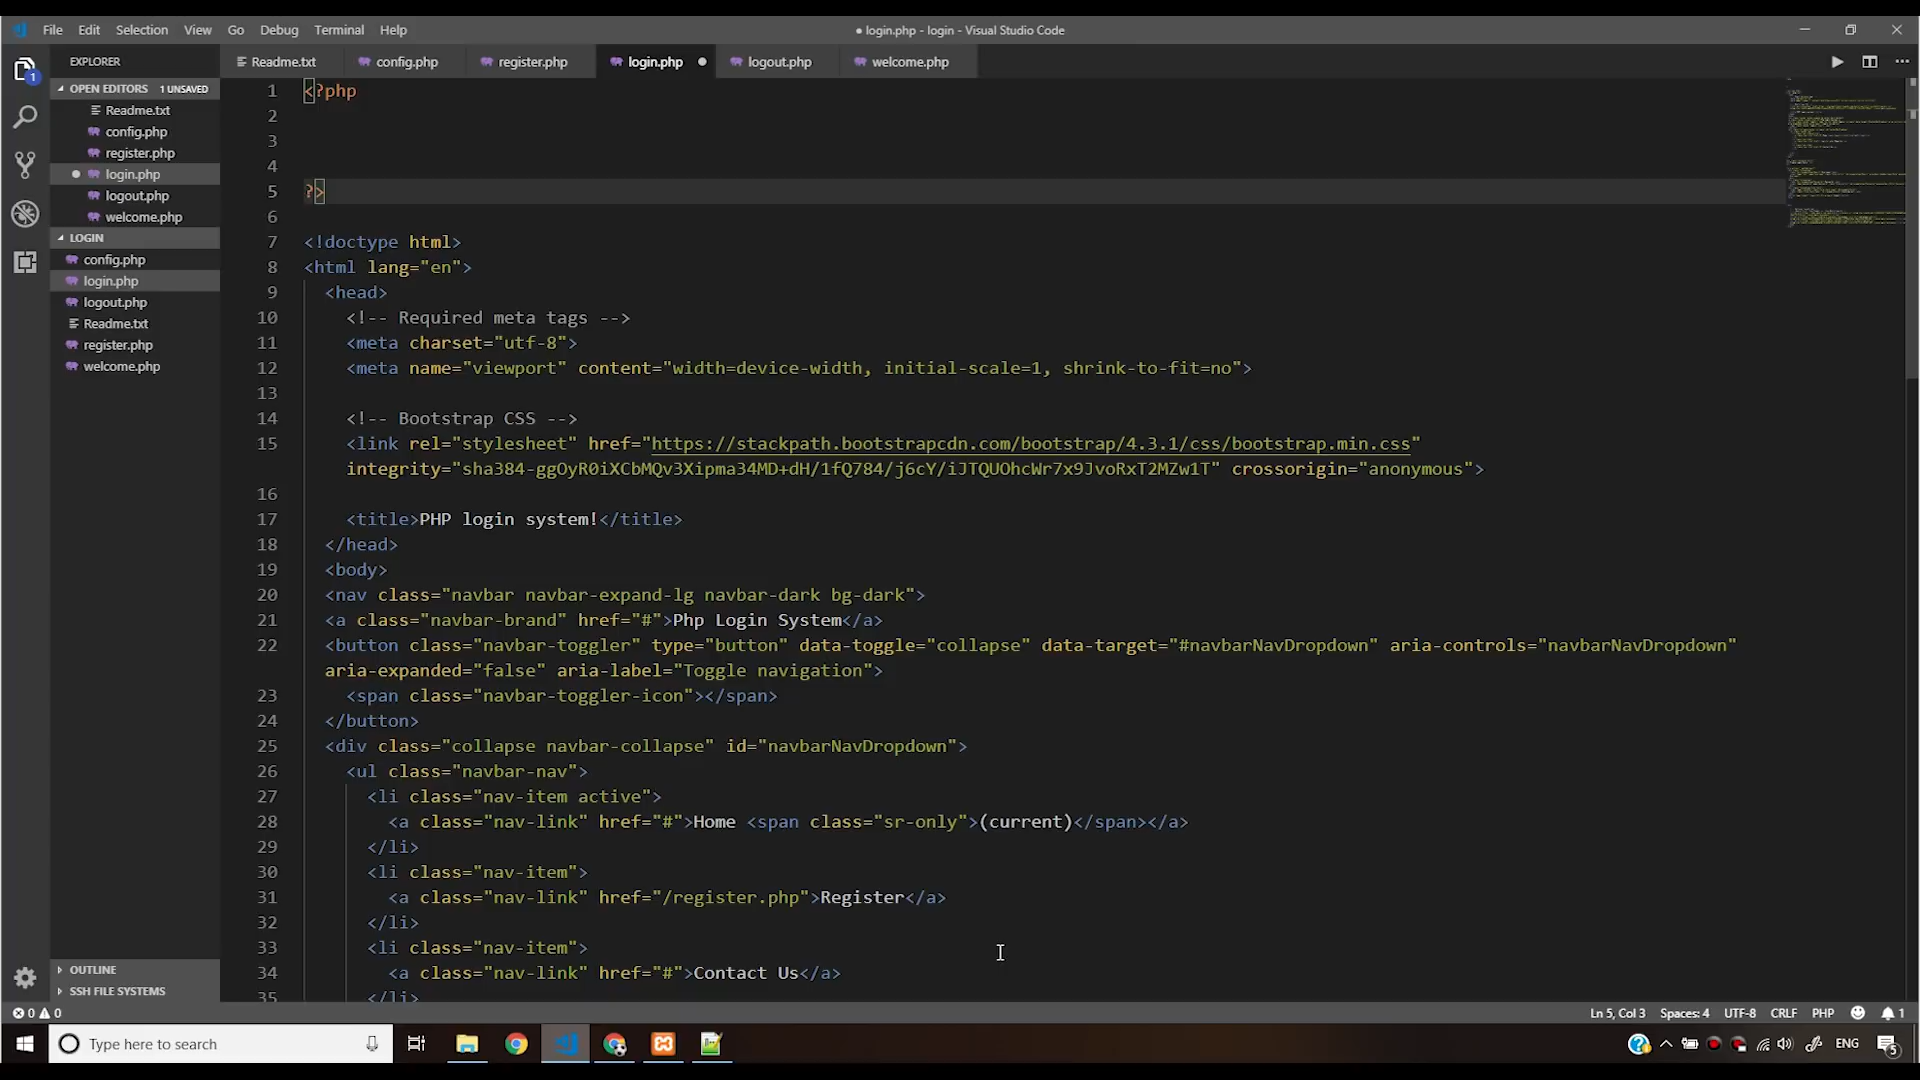 File Edit Selection View Go Debug Terminal Help
● login.php - login - Visual Studio Code
EXPLORER
Readme.txt config.php register.php login.php logout.php welcome.php
OPEN EDITORS 1 UNSAVED
Readme.txt
config.php
register.php
login.php
logout.php
welcome.php
LOGIN
config.php
login.php
logout.php
Readme.txt
register.php
welcome.php
OUTLINE
SSH FILE SYSTEMS
1 <?php
2
3
4
5 ?>
6
7 <!doctype html>
8 <html lang="en">
9 <head>
10 <!-- Required meta tags -->
11 <meta charset="utf-8">
12 <meta name="viewport" content="width=device-width, initial-scale=1, shrink-to-fit=no">
13
14 <!-- Bootstrap CSS -->
15 <link rel="stylesheet" href="https://stackpath.bootstrapcdn.com/bootstrap/4.3.1/css/bootstrap.min.css"
integrity="sha384-ggOyR0iXCbMQv3Xipma34MD+dH/1fQ784/j6cY/iJTQUOhcWr7x9JvoRxT2MZw1T" crossorigin="anonymous">
16
17 <title>PHP login system!</title>
18 </head>
19 <body>
20 <nav class="navbar navbar-expand-lg navbar-dark bg-dark">
21 <a class="navbar-brand" href="#">Php Login System</a>
22 <button class="navbar-toggler" type="button" data-toggle="collapse" data-target="#navbarNavDropdown" aria-controls="navbarNavDropdown"
aria-expanded="false" aria-label="Toggle navigation">
23 <span class="navbar-toggler-icon"></span>
24 </button>
25 <div class="collapse navbar-collapse" id="navbarNavDropdown">
26 <ul class="navbar-nav">
27 <li class="nav-item active">
28 <a class="nav-link" href="#">Home <span class="sr-only">(current)</span></a>
29 </li>
30 <li class="nav-item">
31 <a class="nav-link" href="/register.php">Register</a>
32 </li>
33 <li class="nav-item">
34 <a class="nav-link" href="#">Contact Us</a>
35 </li>
0 0 Ln 5, Col 3 Spaces: 4 UTF-8 CRLF PHP 1
Type here to search ENG 5